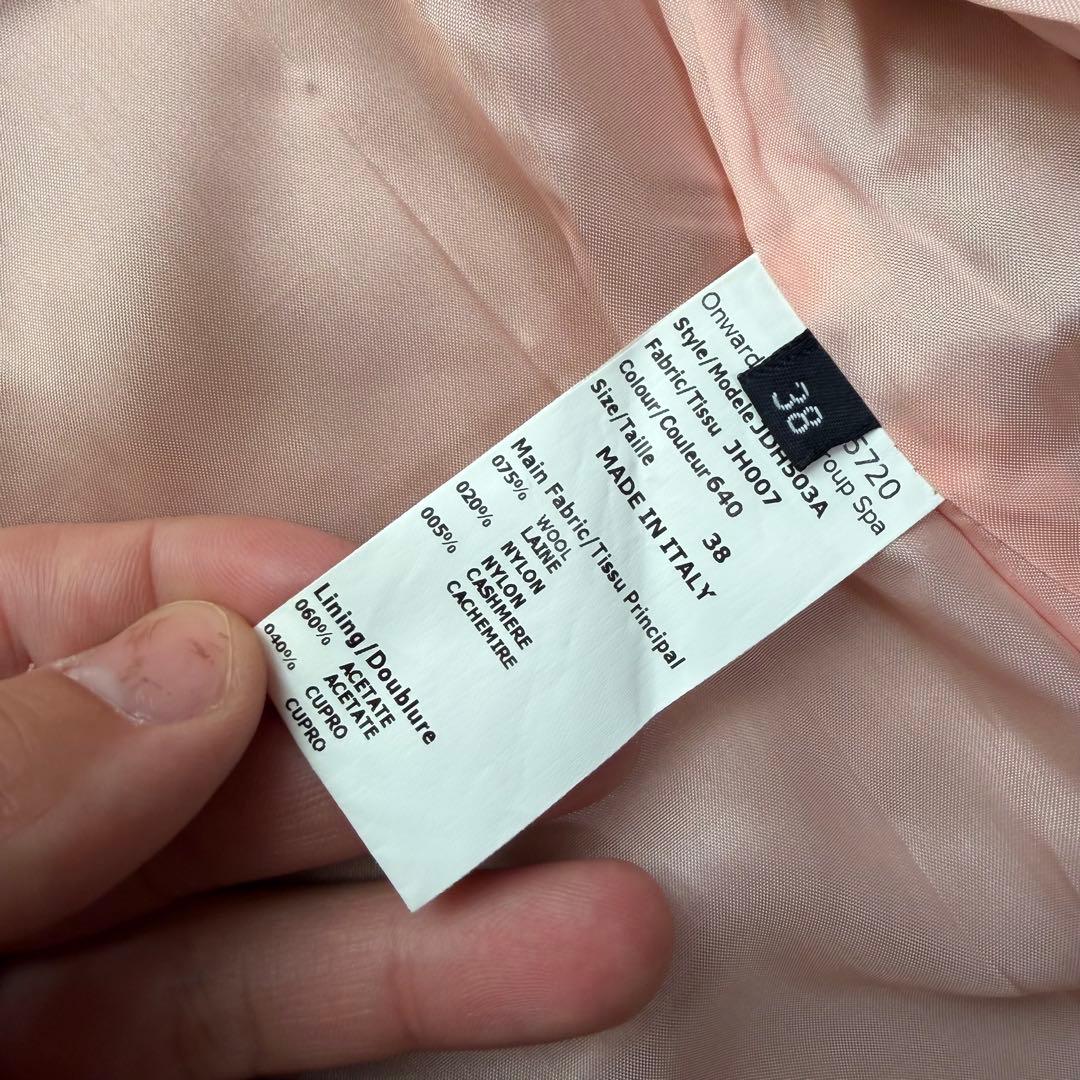 38
Onward
roup Spa
5720
Style/Modele JDH503A
Fabric/Tissu JH007
Colour/Couleur 640
Size/Taille 38
MADE IN ITALY
Main Fabric/Tissu Principal
075% WOOL
LAINE
020% NYLON
NYLON
005% CASHMERE
CACHEMIRE
Lining/Doublure
060% ACETATE
ACETATE
040% CUPRO
CUPRO